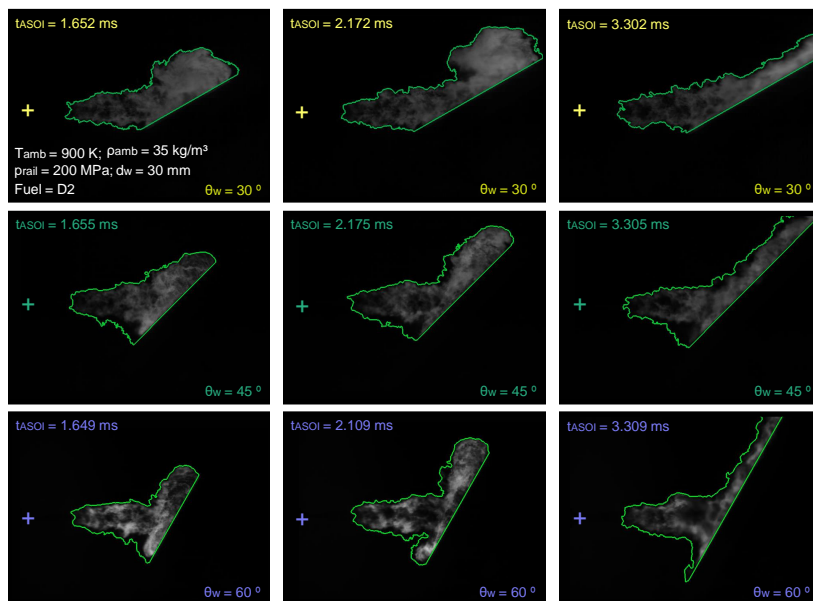 tASOI = 1.652 ms
tASOI = 2.172 ms
tASOI = 3.302 ms
Tamb = 900 K; ρamb = 35 kg/m³
prail = 200 MPa; dw = 30 mm
Fuel = D2
θw = 30 º
θw = 30 º
θw = 30 º
tASOI = 1.655 ms
tASOI = 2.175 ms
tASOI = 3.305 ms
θw = 45 º
θw = 45 º
θw = 45 º
tASOI = 1.649 ms
tASOI = 2.109 ms
tASOI = 3.309 ms
θw = 60 º
θw = 60 º
θw = 60 º